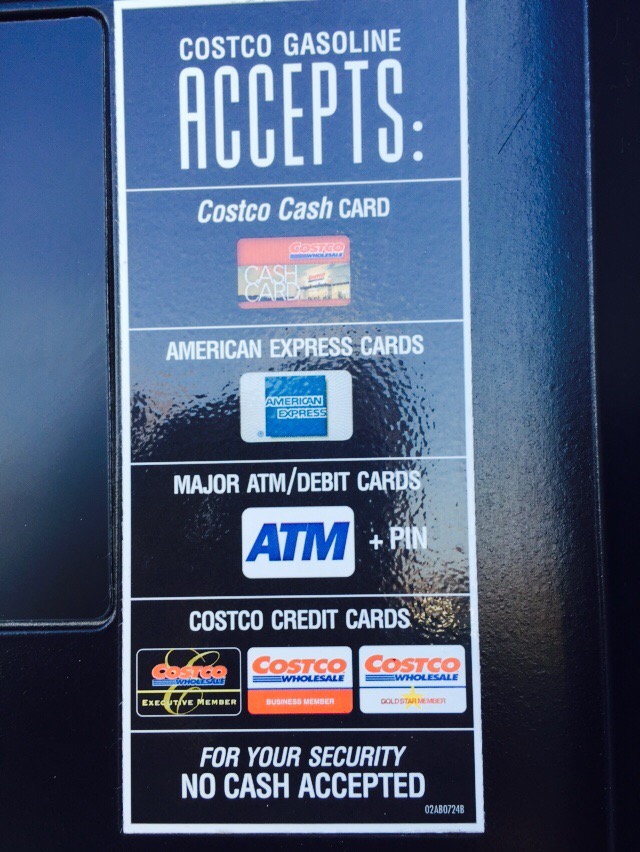 COSTCO GASOLINE
ACCEPTS:
Costco Cash CARD
COSTCO
WHOLESALE
CASH
CARD
AMERICAN EXPRESS CARDS
AMERICAN
EXPRESS
®
MAJOR ATM/DEBIT CARDS
ATM + PIN
COSTCO CREDIT CARDS
COSTCO WHOLESALE EXECUTIVE MEMBER
COSTCO WHOLESALE BUSINESS MEMBER
COSTCO WHOLESALE GOLD STAR MEMBER
FOR YOUR SECURITY
NO CASH ACCEPTED
02AB0724B